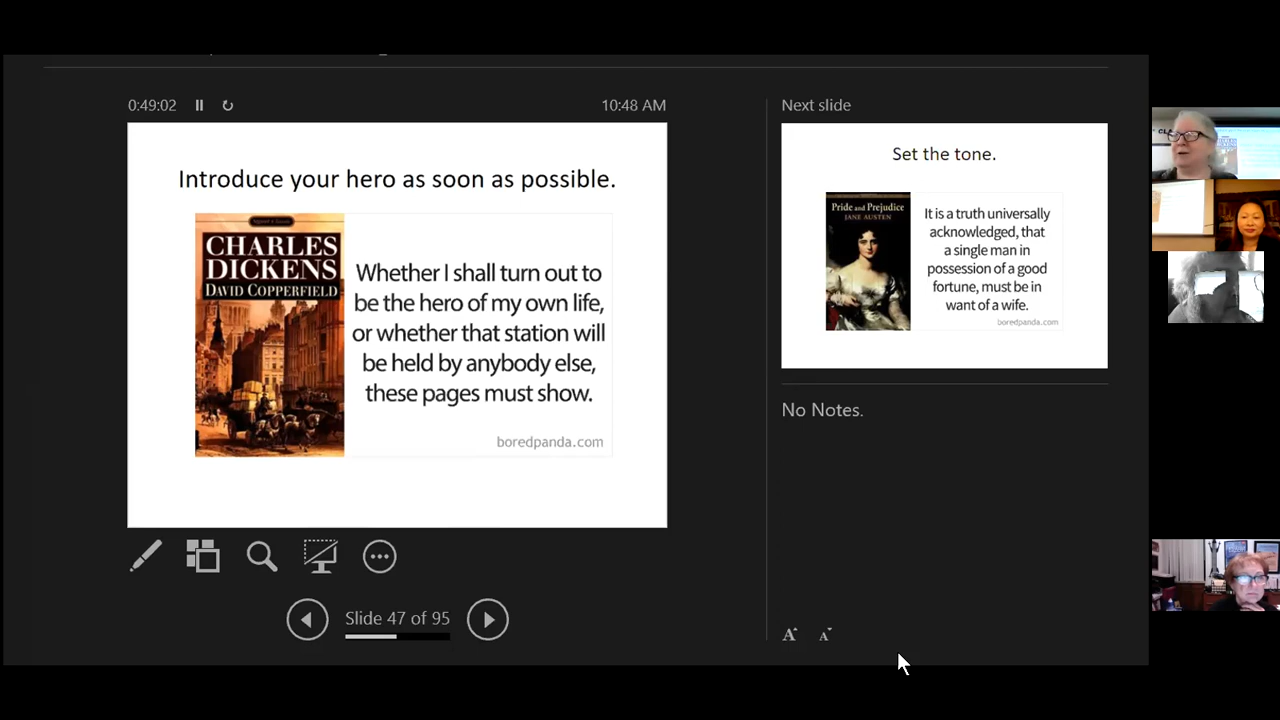 0:49:02
10:48 AM
Introduce your hero as soon as possible.
CHARLES
DICKENS
DAVID COPPERFIELD
Whether I shall turn out to
be the hero of my own life,
or whether that station will
be held by anybody else,
these pages must show.
boredpanda.com
Slide 47 of 95
Next slide
Set the tone.
Pride and Prejudice
JANE AUSTEN
It is a truth universally
acknowledged, that
a single man in
possession of a good
fortune, must be in
want of a wife.
boredpanda.com
No Notes.
A
A